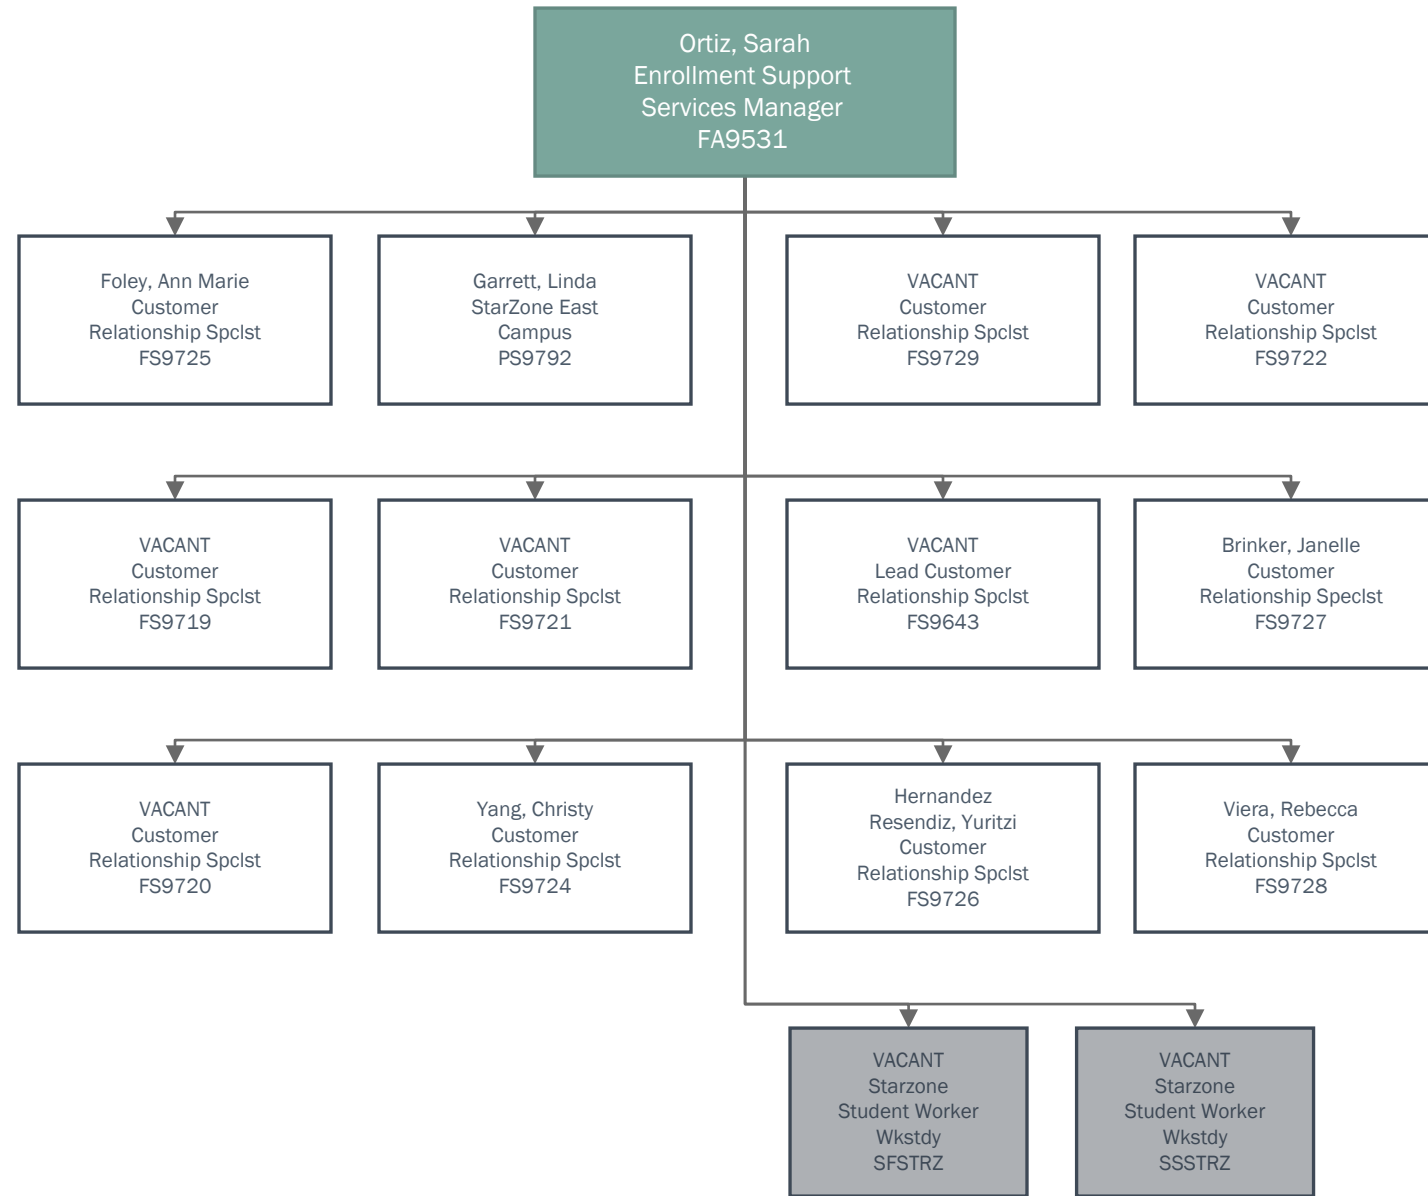 Ortiz, Sarah
Enrollment Support
Services Manager
FA9531
Foley, Ann Marie
Customer
Relationship Spclst
FS9725
Garrett, Linda
StarZone East
Campus
PS9792
VACANT
Customer
Relationship Spclst
FS9729
VACANT
Customer
Relationship Spclst
FS9722
VACANT
Customer
Relationship Spclst
FS9719
VACANT
Customer
Relationship Spclst
FS9721
VACANT
Lead Customer
Relationship Spclst
FS9643
Brinker, Janelle
Customer
Relationship Speclst
FS9727
VACANT
Customer
Relationship Spclst
FS9720
Yang, Christy
Customer
Relationship Spclst
FS9724
Hernandez
Resendiz, Yuritzi
Customer
Relationship Spclst
FS9726
Viera, Rebecca
Customer
Relationship Spclst
FS9728
VACANT
Starzone
Student Worker
Wkstdy
SFSTRZ
VACANT
Starzone
Student Worker
Wkstdy
SSSTRZ